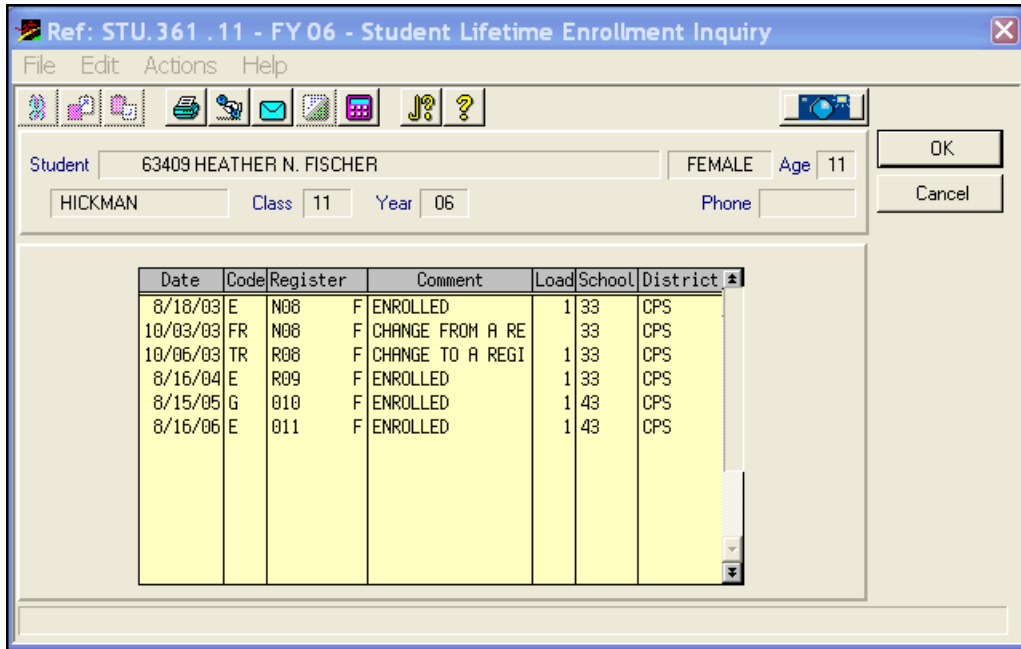 Ref: STU. 361 . 11 - FY 06 - Student Lifetime Enrollment Inquiry
File Edit Actions Help
Student 63409 HEATHER N. FISCHER FEMALE Age 11 OK
HICKMAN Class 11 Year 06 Phone Cancel
Date Code Register Comment Load School District
8/18/03 E N08 F ENROLLED 1 33 CPS
10/03/03 FR N08 F CHANGE FROM A RE 33 CPS
10/06/03 TR R08 F CHANGE TO A REGI 1 33 CPS
8/16/04 E R09 F ENROLLED 1 33 CPS
8/15/05 G 010 F ENROLLED 1 43 CPS
8/16/06 E 011 F ENROLLED 1 43 CPS